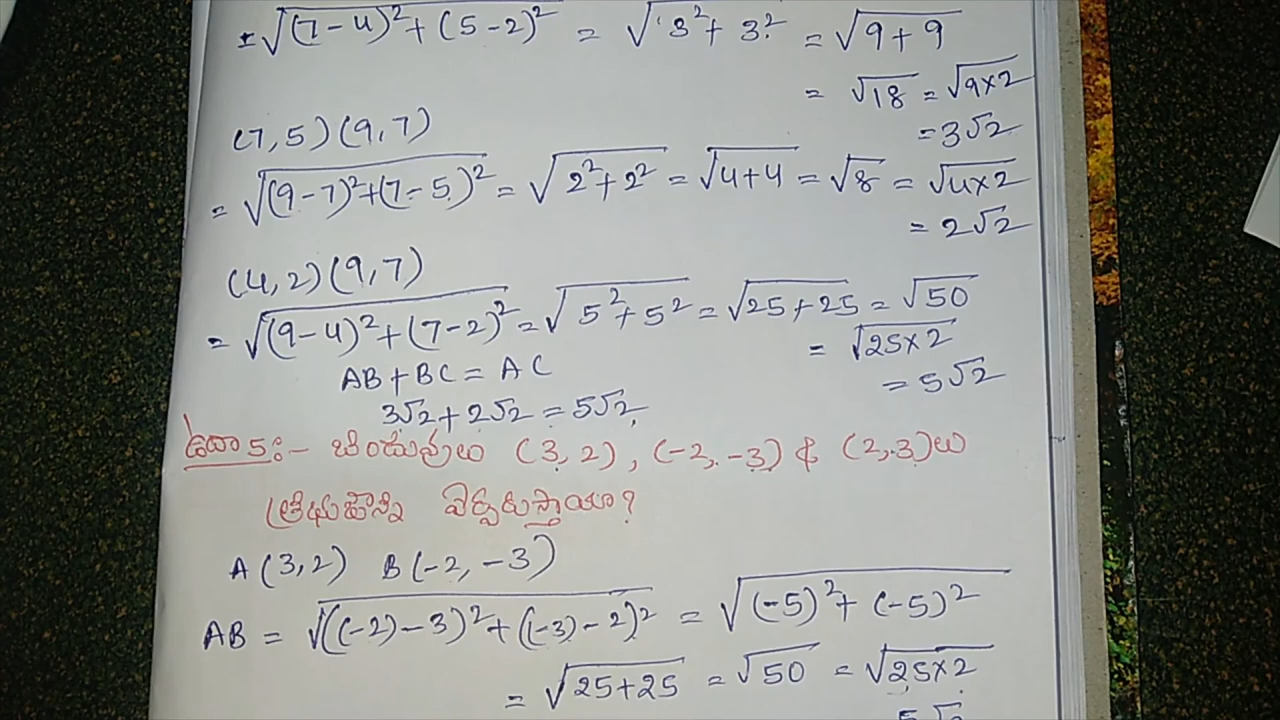 = √(7-4)² + (5-2)² = √3² + 3² = √9+9
= √18 = √9×2
= 3√2
(7,5) (9,7)
= √(9-7)²+(7-5)² = √2²+2² = √4+4 = √8 = √4×2
= 2√2
(4,2) (9,7)
= √(9-4)²+(7-2)² = √5²+5² = √25+25 = √50
= √25×2
= 5√2
AB+BC = AC
3√2+2√2 = 5√2
ఉదా 5:- బిందువులు (3,2), (-2,-3) & (2,3)లు
త్రిభుజాన్ని ఏర్పరుస్తాయా?
A(3,2) B(-2,-3)
AB = √((-2)-3)²+((-3)-2)² = √(-5)²+(-5)²
= √25+25 = √50 = √25×2
5√2